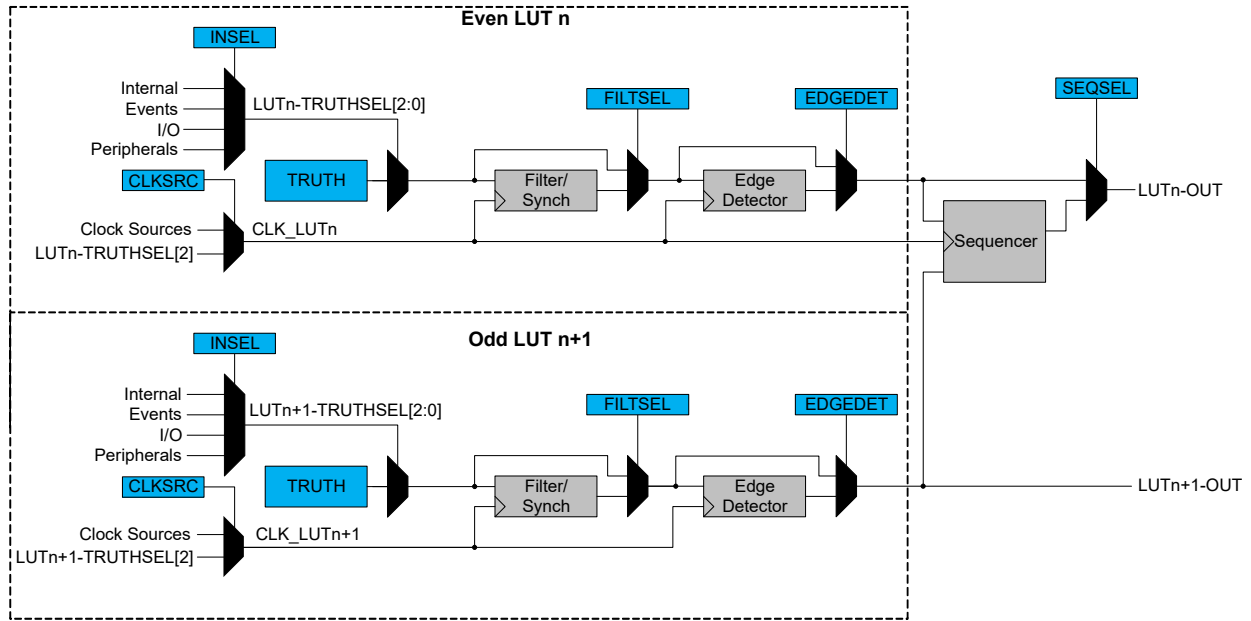 Even LUT n
INSEL
Internal
Events
I/O
Peripherals
LUTn-TRUTHSEL[2:0]
FILTSEL
EDGEDET
SEQSEL
CLKSRC
TRUTH
Filter/
Synch
Edge
Detector
LUTn-OUT
Clock Sources
LUTn-TRUTHSEL[2]
CLK_LUTn
Sequencer
Odd LUT n+1
INSEL
Internal
Events
I/O
Peripherals
LUTn+1-TRUTHSEL[2:0]
FILTSEL
EDGEDET
CLKSRC
TRUTH
Filter/
Synch
Edge
Detector
LUTn+1-OUT
Clock Sources
LUTn+1-TRUTHSEL[2]
CLK_LUTn+1